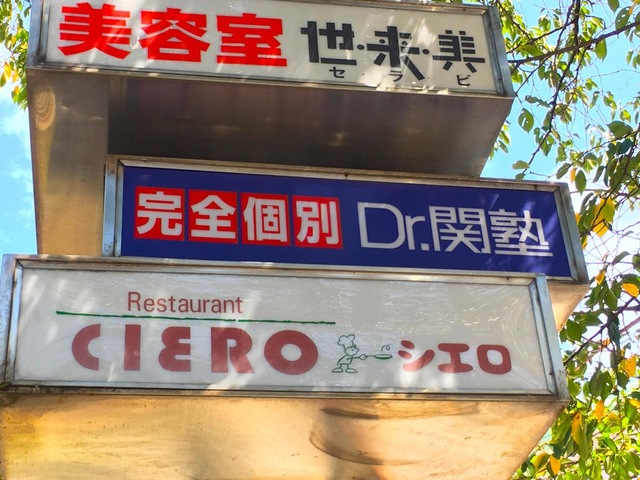 美容室 世・来・美
セ ラ ビ
完全個別 Dr.関塾
Restaurant
CIERO シエロ